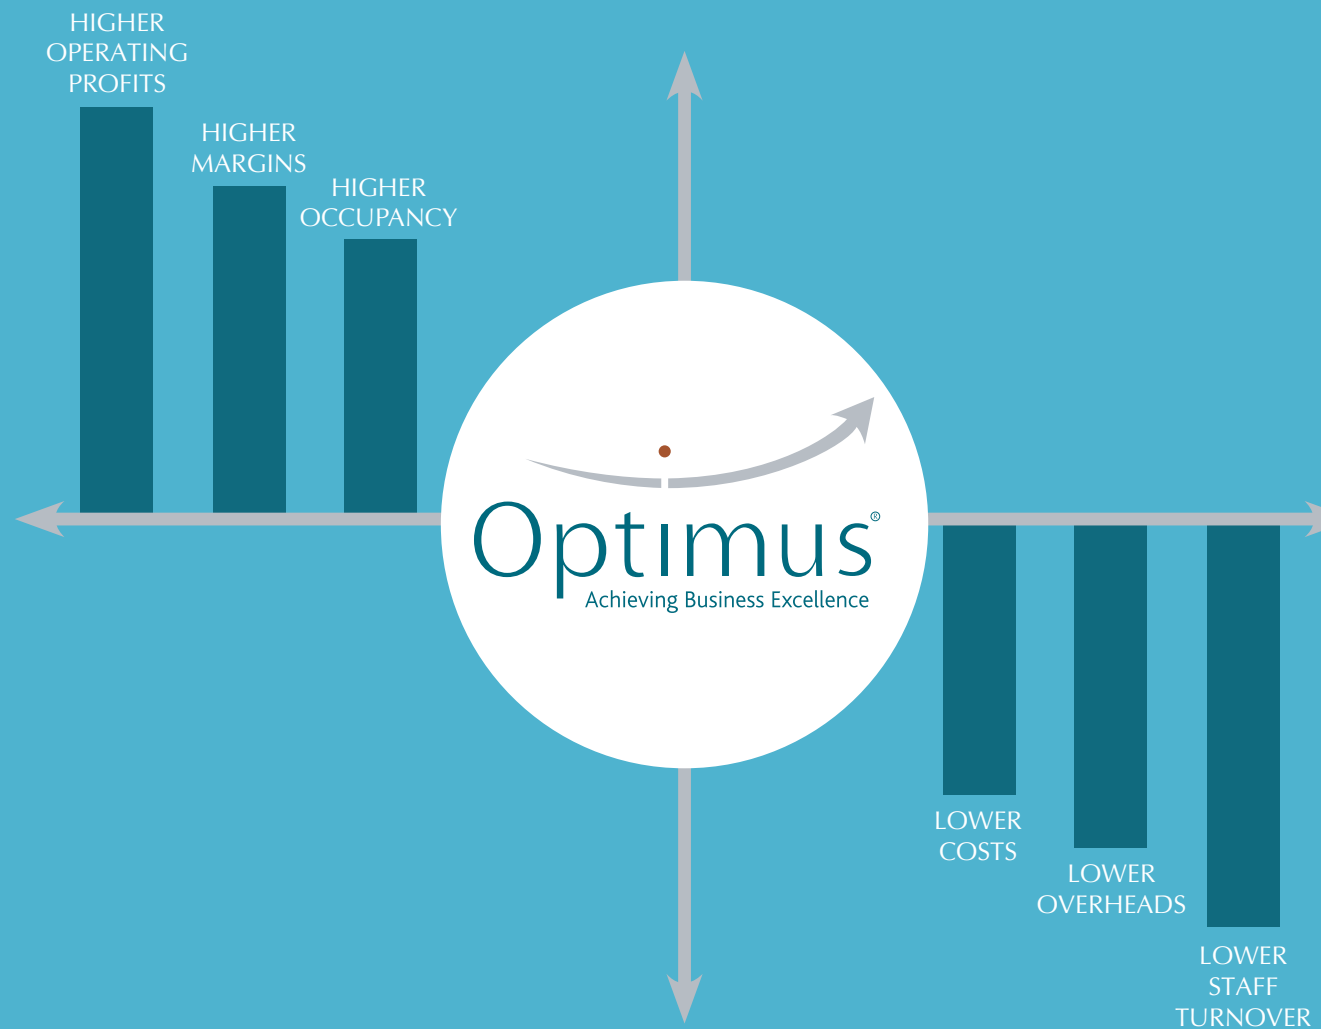 HIGHER
OPERATING
PROFITS
HIGHER
MARGINS
HIGHER
OCCUPANCY
Optimus®
Achieving Business Excellence
LOWER
COSTS
LOWER
OVERHEADS
LOWER
STAFF
TURNOVER